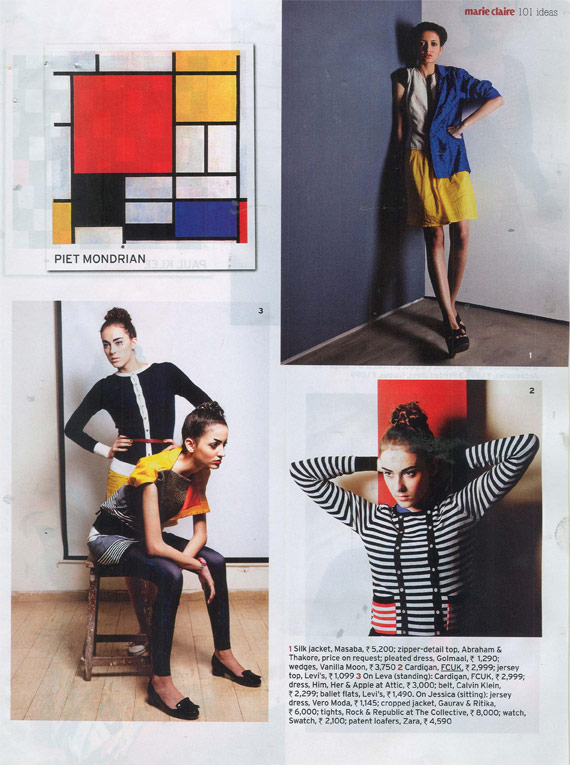 marie claire 101 ideas
PIET MONDRIAN
1
3
2
1 Silk jacket, Masaba, ₹ 5,200; zipper-detail top, Abraham &
Thakore, price on request; pleated dress, Golmaal, ₹ 1,290;
wedges, Vanilla Moon, ₹ 3,750 2 Cardigan, FCUK, ₹ 2,999; jersey
top, Levi's, ₹ 1,099 3 On Leva (standing): Cardigan, FCUK, ₹ 2,999;
dress, Him, Her & Apple at Attic, ₹ 3,000; belt, Calvin Klein,
₹ 2,299; ballet flats, Levi's, ₹ 1,490. On Jessica (sitting): jersey
dress, Vero Moda, ₹ 1,145; cropped jacket, Gaurav & Ritika,
₹ 6,000; tights, Rock & Republic at The Collective, ₹ 8,000; watch,
Swatch, ₹ 2,100; patent loafers, Zara, ₹ 4,590